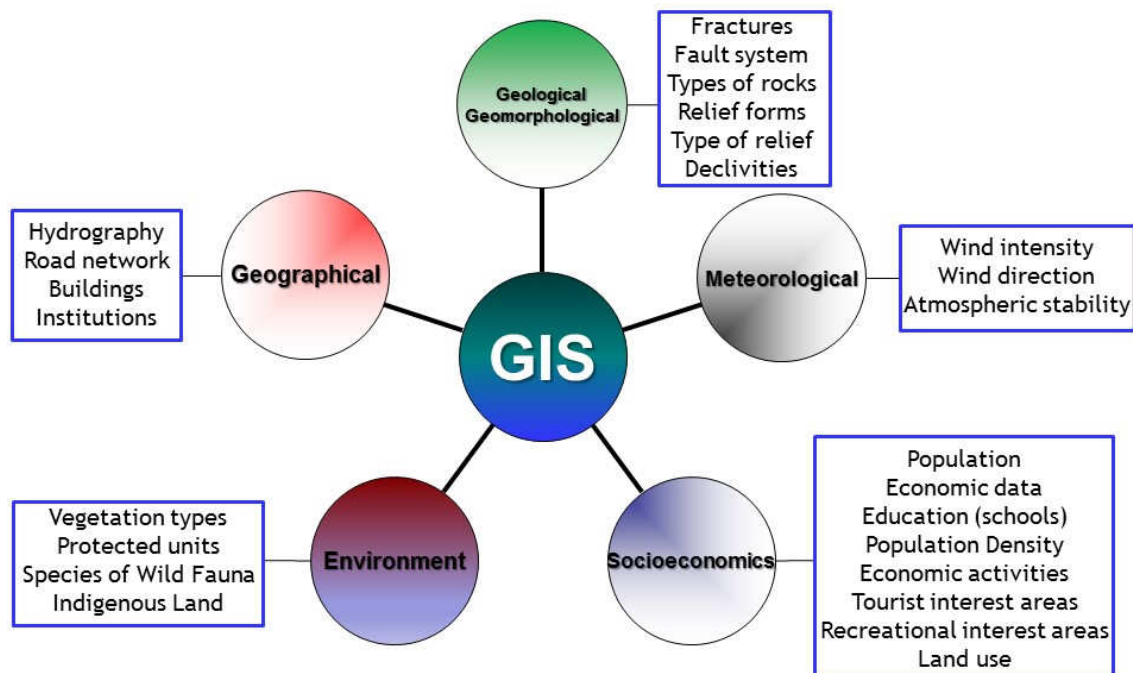 Fractures
Fault system
Types of rocks
Relief forms
Type of relief
Declivities
Geological
Geomorphological
Hydrography
Road network
Buildings
Institutions
Geographical
Meteorological
Wind intensity
Wind direction
Atmospheric stability
GIS
Vegetation types
Protected units
Species of Wild Fauna
Indigenous Land
Environment
Socioeconomics
Population
Economic data
Education (schools)
Population Density
Economic activities
Tourist interest areas
Recreational interest areas
Land use